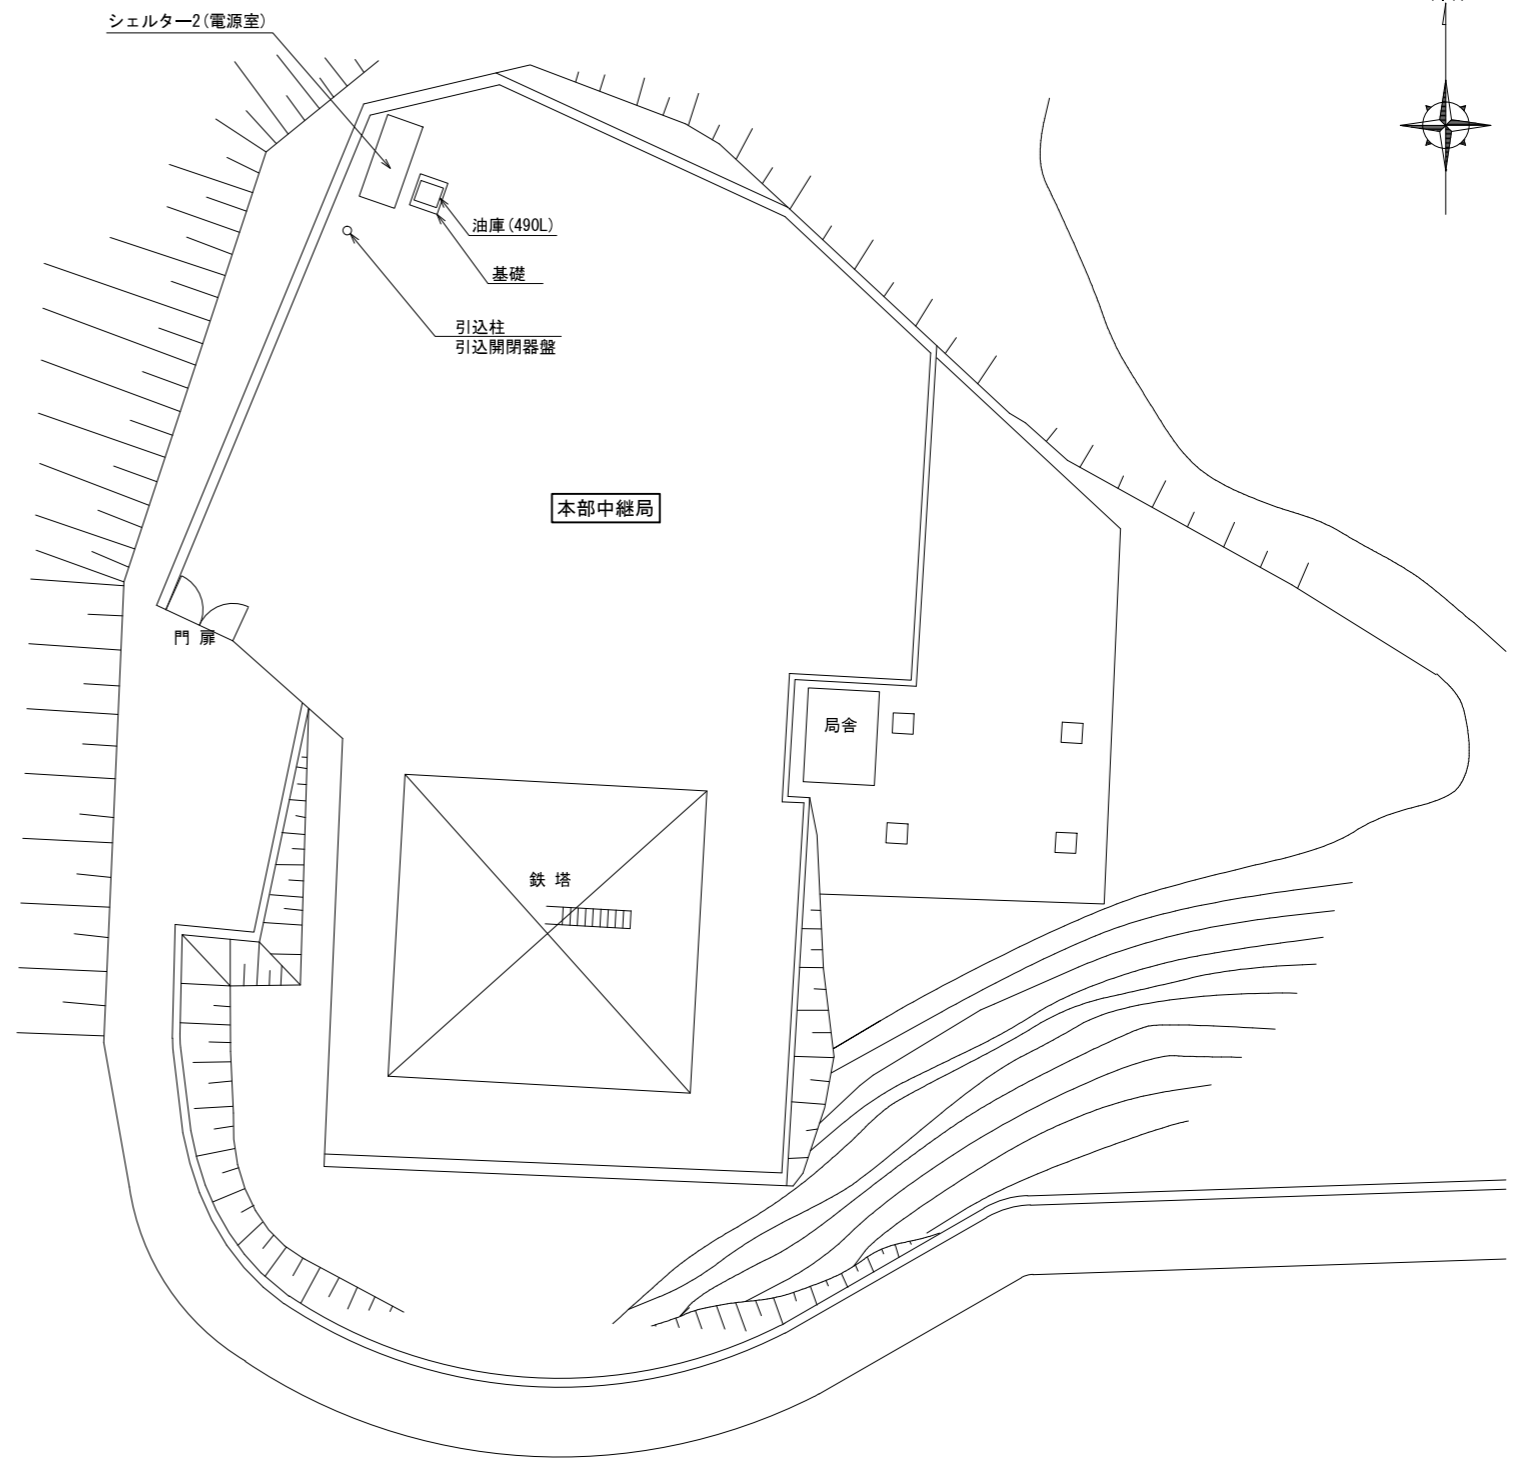 シェルター2(電源室)
油庫(490L)
基礎
引込柱
引込開閉器盤
本部中継局
門 扉
局舎
鉄 塔